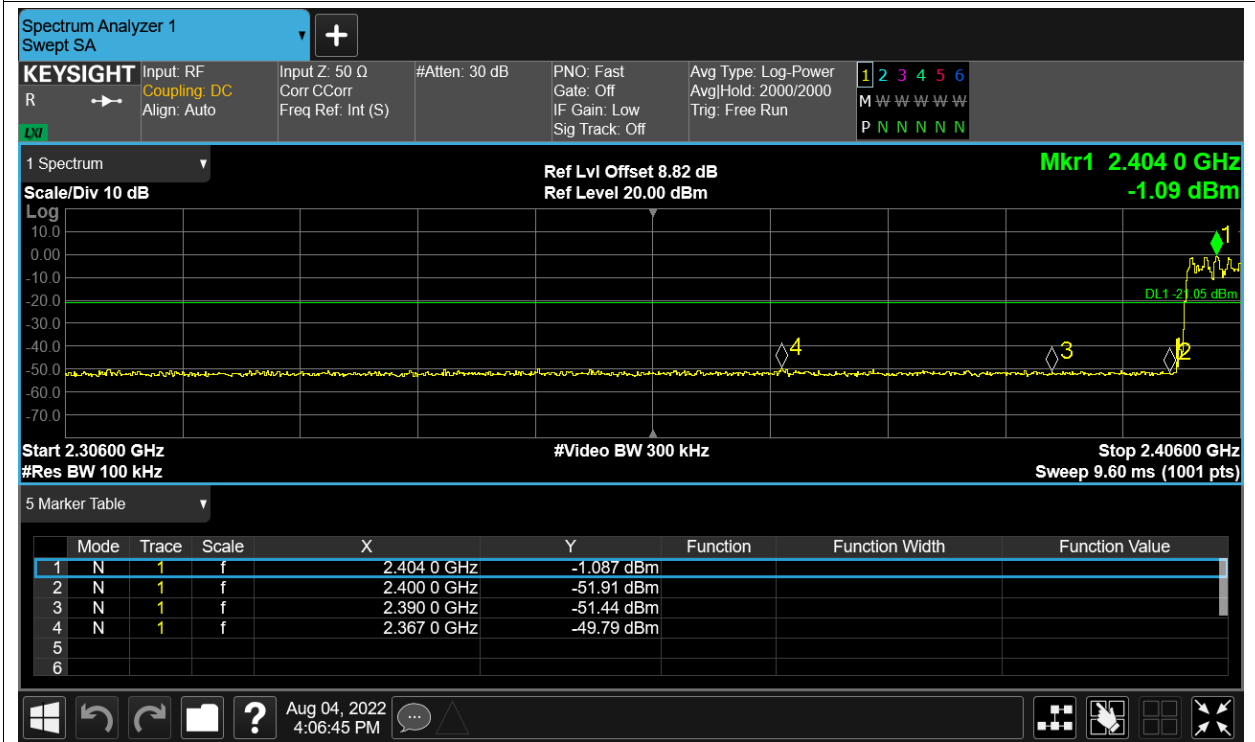 Spectrum Analyzer 1
Swept SA
+
KEYSIGHT Input: RF Input Z: 50 Ω #Atten: 30 dB PNO: Fast Avg Type: Log-Power 1 2 3 4 5 6
R Coupling: DC Corr CCorr Gate: Off Avg|Hold: 2000/2000 M W W W W W W
Align: Auto Freq Ref: Int (S) IF Gain: Low Trig: Free Run
LXI Sig Track: Off P N N N N N N
1 Spectrum Ref Lvl Offset 8.82 dB Mkr1 2.404 0 GHz
Scale/Div 10 dB Ref Level 20.00 dBm -1.09 dBm
Log
1
10.0
0.00
-10.0
-20.0 DL1 -21.05 dBm
-30.0
-40.0 4 3 2
-50.0
-60.0
-70.0
Start 2.30600 GHz #Video BW 300 kHz Stop 2.40600 GHz
#Res BW 100 kHz Sweep 9.60 ms (1001 pts)
5 Marker Table
Mode Trace Scale X Y Function Function Width Function Value
1 N 1 f 2.404 0 GHz -1.087 dBm
2 N 1 f 2.400 0 GHz -51.91 dBm
3 N 1 f 2.390 0 GHz -51.44 dBm
4 N 1 f 2.367 0 GHz -49.79 dBm
5
6
? Aug 04, 2022
4:06:45 PM